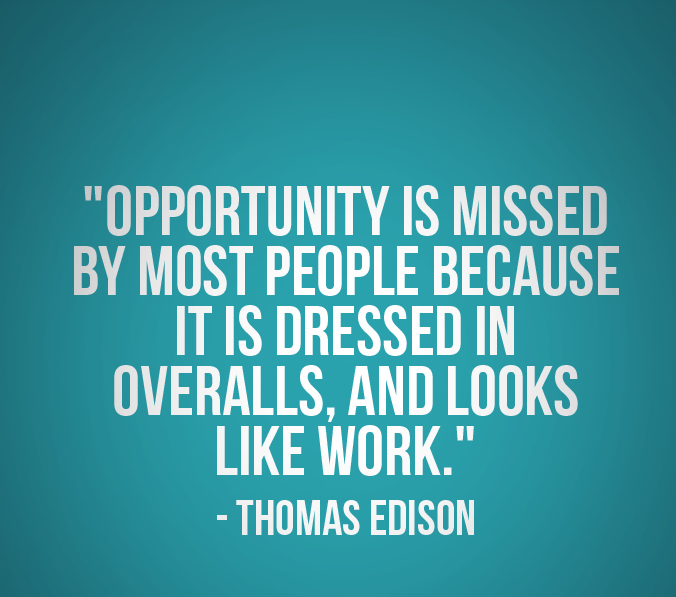 "OPPORTUNITY IS MISSED
BY MOST PEOPLE BECAUSE
IT IS DRESSED IN
OVERALLS, AND LOOKS
LIKE WORK."
- THOMAS EDISON